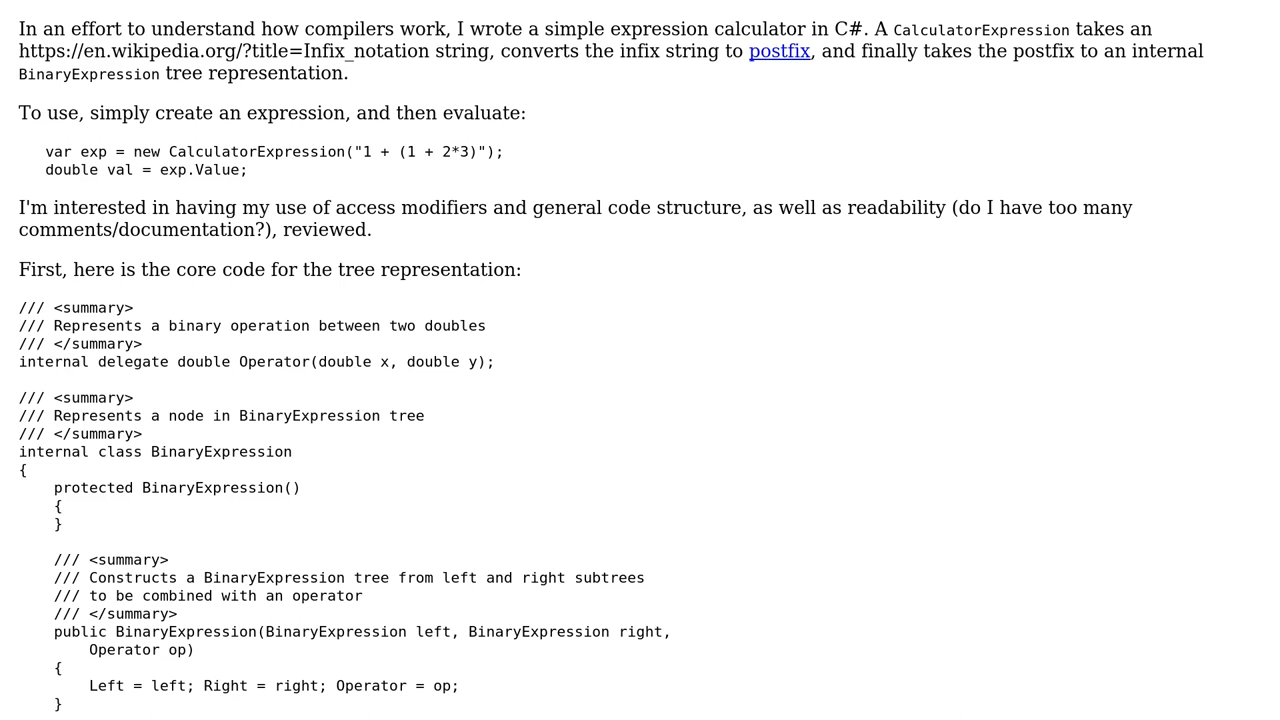 In an effort to understand how compilers work, I wrote a simple expression calculator in C#. A CalculatorExpression takes an
https://en.wikipedia.org/?title=Infix_notation string, converts the infix string to postfix, and finally takes the postfix to an internal
BinaryExpression tree representation.
To use, simply create an expression, and then evaluate:
var exp = new CalculatorExpression("1 + (1 + 2*3)");
double val = exp.Value;
I'm interested in having my use of access modifiers and general code structure, as well as readability (do I have too many
comments/documentation?), reviewed.
First, here is the core code for the tree representation:
/// <summary>
/// Represents a binary operation between two doubles
/// </summary>
internal delegate double Operator(double x, double y);
/// <summary>
/// Represents a node in BinaryExpression tree
/// </summary>
internal class BinaryExpression
{
    protected BinaryExpression()
    {
    }
    /// <summary>
    /// Constructs a BinaryExpression tree from left and right subtrees
    /// to be combined with an operator
    /// </summary>
    public BinaryExpression(BinaryExpression left, BinaryExpression right,
        Operator op)
    {
        Left = left; Right = right; Operator = op;
    }